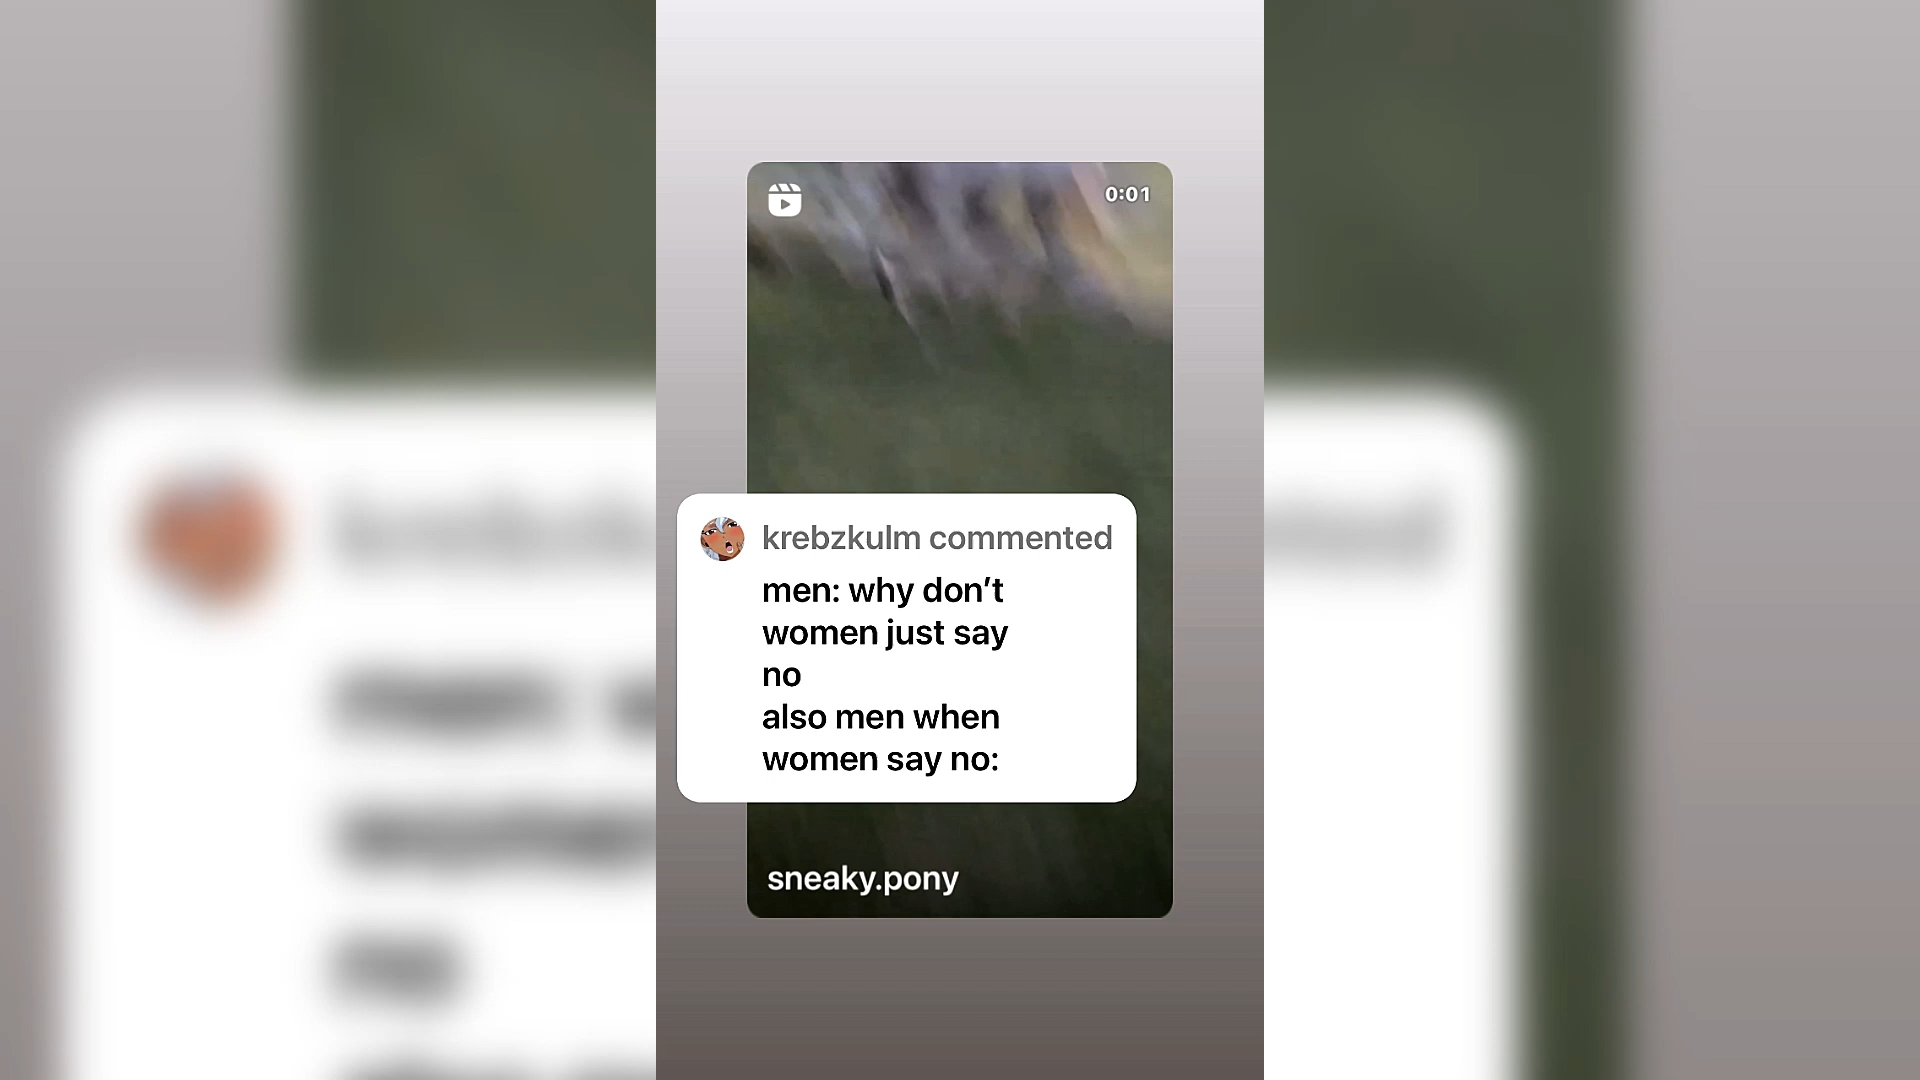 0:01
krebzkulm commented
men: why don’t
women just say
no
also men when
women say no:
sneaky.pony